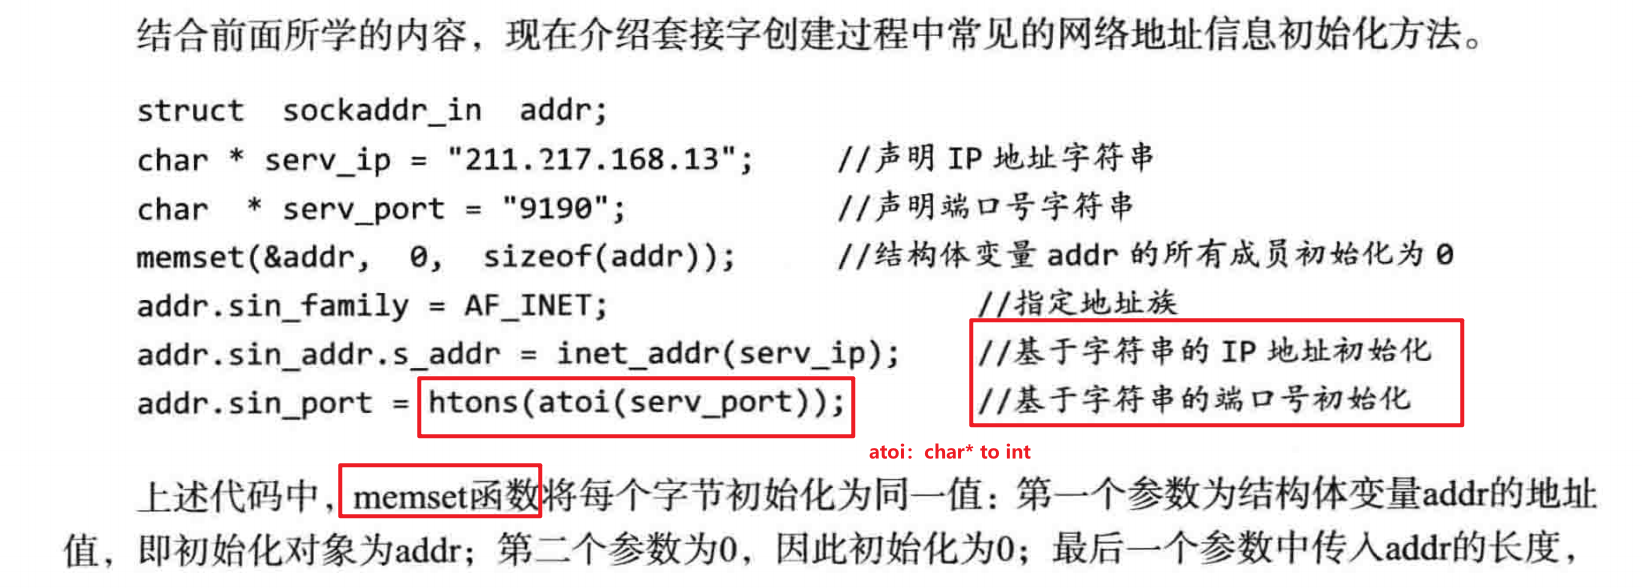 结合前面所学的内容，现在介绍套接字创建过程中常见的网络地址信息初始化方法。
struct sockaddr_in addr;
char * serv_ip = "211.217.168.13"; //声明 IP 地址字符串
char * serv_port = "9190"; //声明端口号字符串
memset(&addr, 0, sizeof(addr)); //结构体变量 addr 的所有成员初始化为 0
addr.sin_family = AF_INET; //指定地址族
addr.sin_addr.s_addr = inet_addr(serv_ip); //基于字符串的 IP 地址初始化
addr.sin_port = htons(atoi(serv_port)); //基于字符串的端口号初始化
atoi：char* to int
上述代码中，memset函数将每个字节初始化为同一值：第一个参数为结构体变量addr的地址
值，即初始化对象为addr；第二个参数为0，因此初始化为0；最后一个参数中传入addr的长度，